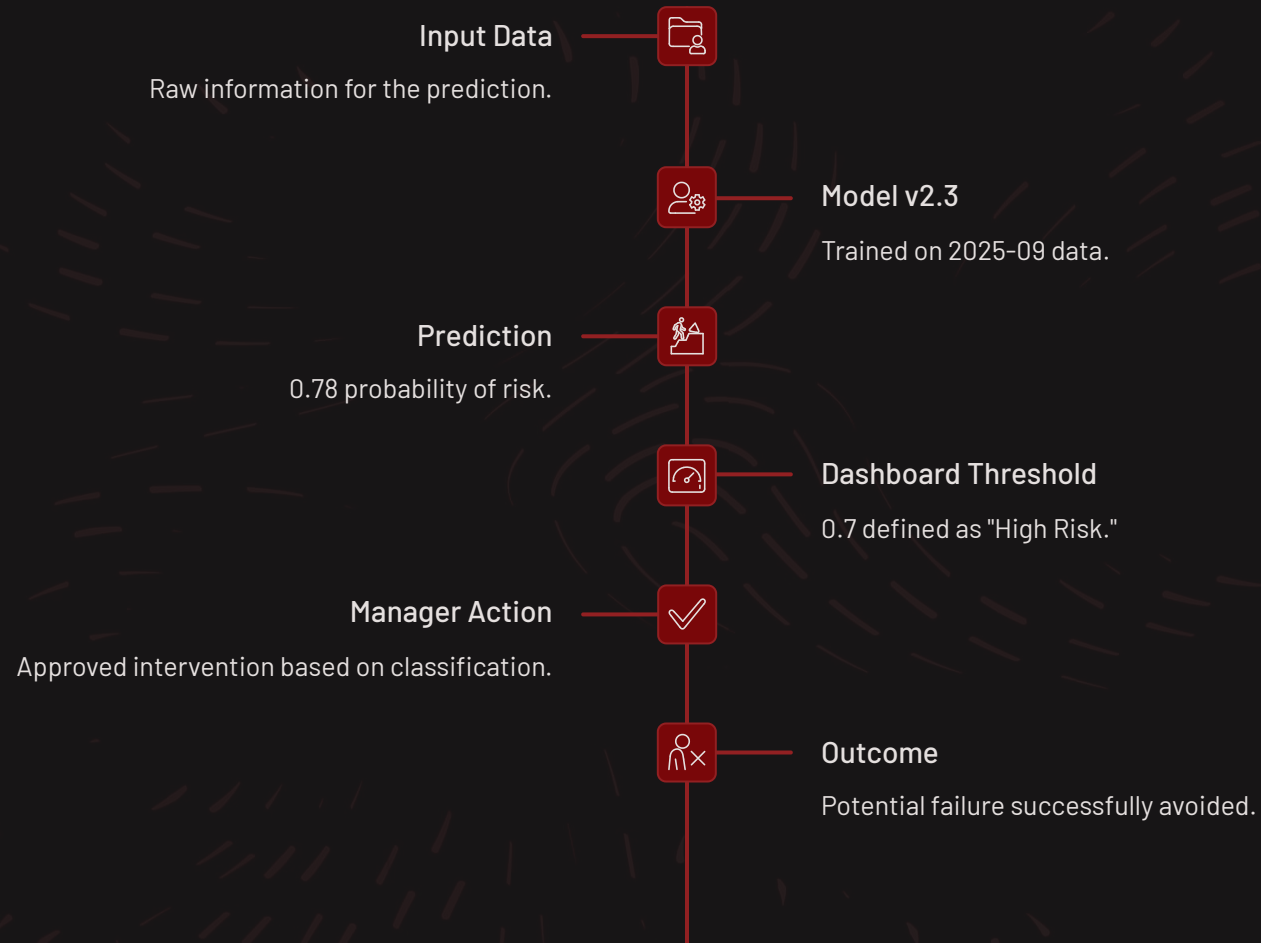 Input Data
Raw information for the prediction.
Model v2.3
Trained on 2025-09 data.
Prediction
0.78 probability of risk.
Dashboard Threshold
0.7 defined as "High Risk."
Manager Action
Approved intervention based on classification.
Outcome
Potential failure successfully avoided.